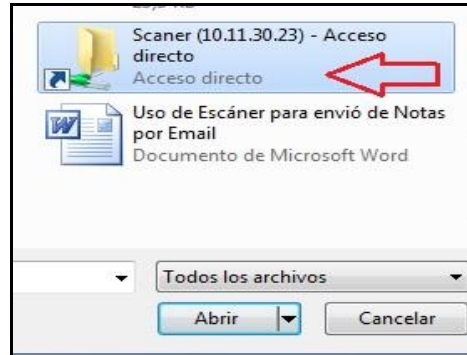 Scaner (10.11.30.23) - Acceso
directo
Acceso directo
Uso de Escáner para envió de Notas
por Email
Documento de Microsoft Word
Todos los archivos
Abrir
Cancelar